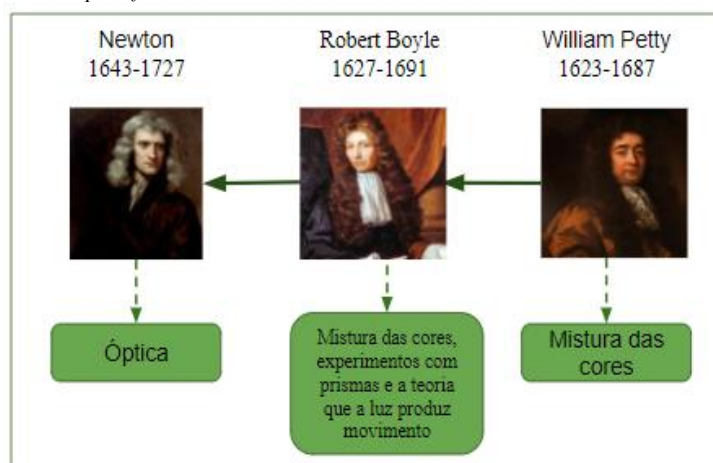 Newton
1643-1727
Robert Boyle
1627-1691
William Petty
1623-1687
Óptica
Mistura das cores,
experimentos com
prismas e a teoria
que a luz produz
movimento
Mistura das
cores